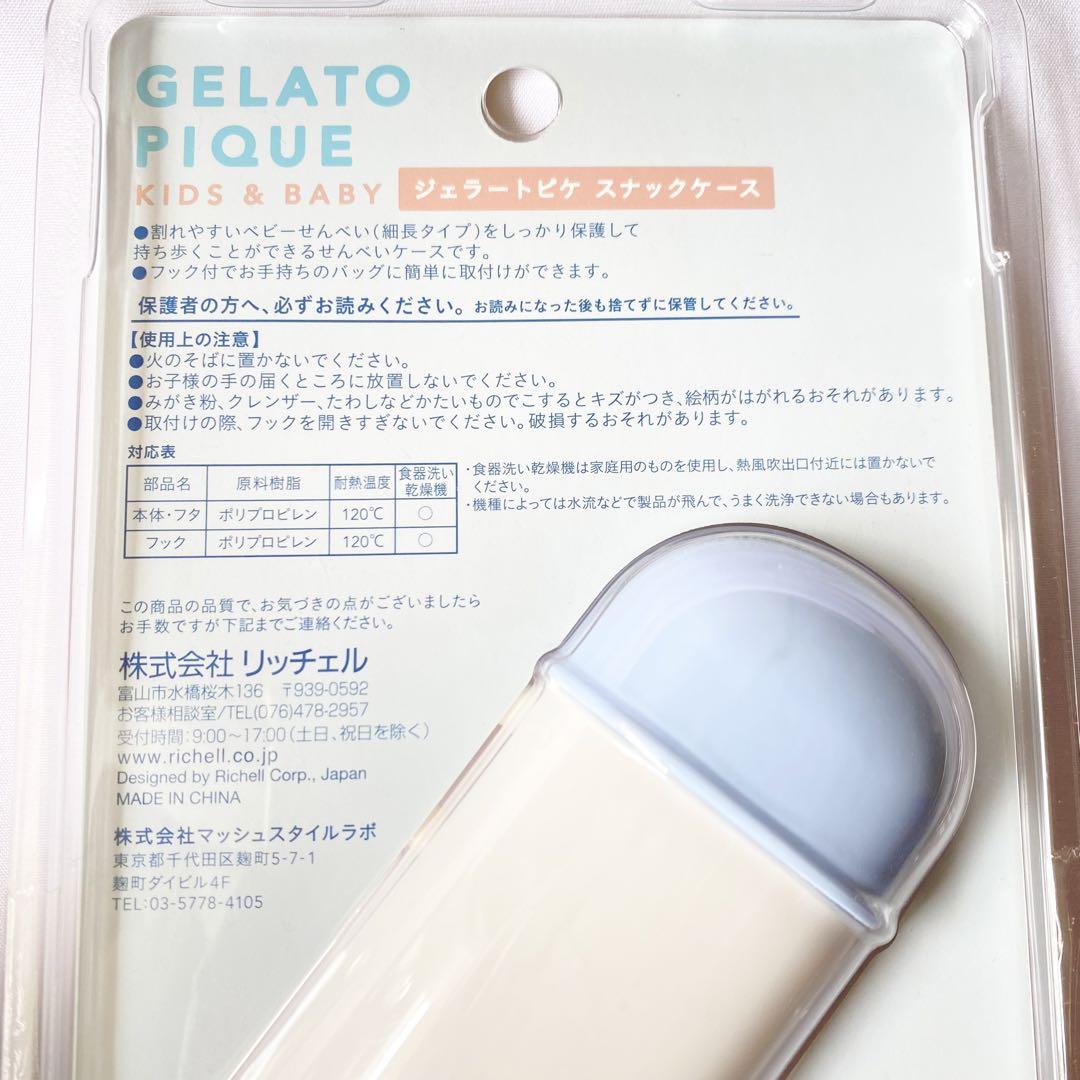 GELATO
PIQUE
KIDS & BABY ジェラートピケ スナックケース
●割れやすいベビーせんべい(細長タイプ)をしっかり保護して
持ち歩くことができるせんべいケースです。
●フック付でお手持ちのバッグに簡単に取付けができます。
保護者の方へ、必ずお読みください。お読みになった後も捨てずに保管してください。
【使用上の注意】
●火のそばに置かないでください。
●お子様の手の届くところに放置しないでください。
●みがき粉、クレンザー、たわしなどかたいものでこするとキズがつき、絵柄がはがれるおそれがあります。
●取付けの際、フックを開きすぎないでください。破損するおそれがあります。
対応表
部品名 原料樹脂 耐熱温度 食器洗い乾燥機
本体・フタ ポリプロピレン 120℃ ○
フック ポリプロピレン 120℃ ○
・食器洗い乾燥機は家庭用のものを使用し、熱風吹出口付近には置かないで
ください。
・機種によっては水流などで製品が飛んで、うまく洗浄できない場合もあります。
この商品の品質で、お気づきの点がございましたら
お手数ですが下記までご連絡ください。
株式会社 リッチェル
富山市水橋桜木136 〒939-0592
お客様相談室/TEL(076)478-2957
受付時間:9:00～17:00(土日、祝日を除く)
www.richell.co.jp
Designed by Richell Corp., Japan
MADE IN CHINA
株式会社マッシュスタイルラボ
東京都千代田区麹町5-7-1
麹町ダイビル4F
TEL:03-5778-4105